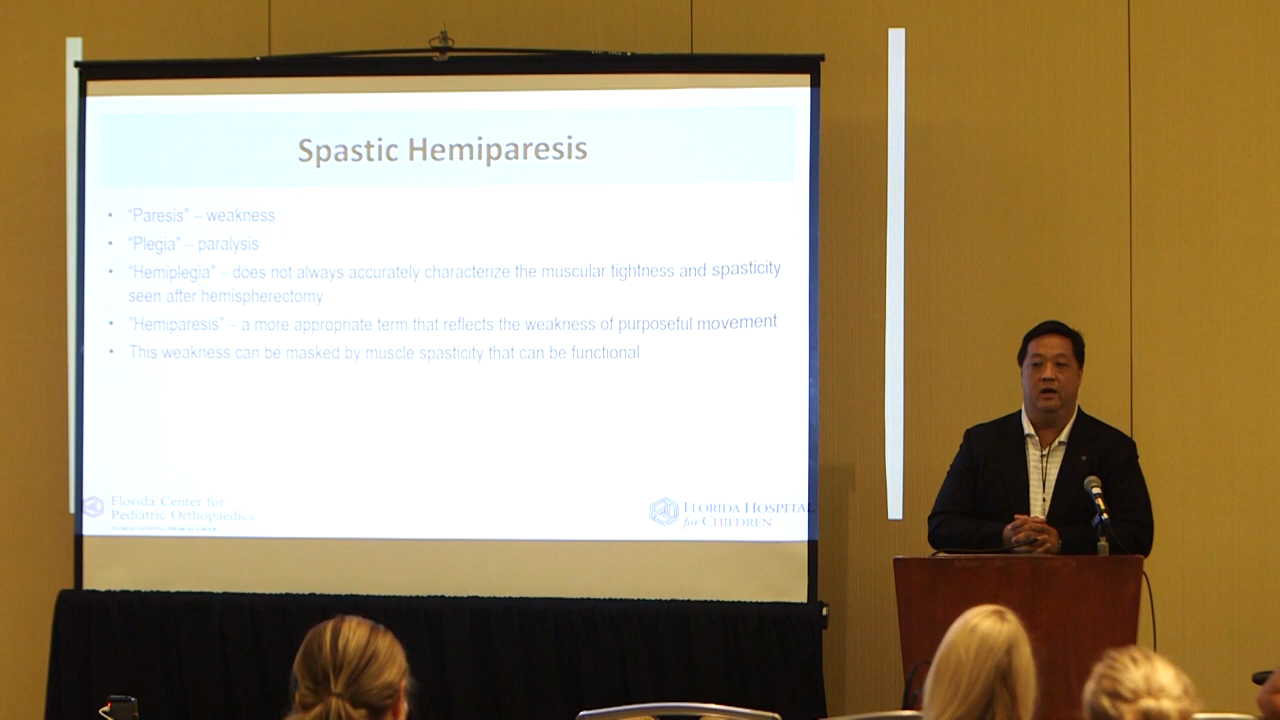 Spastic Hemiparesis
• “Paresis” – weakness
• “Plegia” – paralysis
• “Hemiplegia” – does not always accurately characterize the muscular tightness and spasticity
seen after hemispherectomy
• “Hemiparesis” – a more appropriate term that reflects the weakness of purposeful movement
• This weakness can be masked by muscle spasticity that can be functional
Florida Center for
Pediatric Orthopaedics
FLORIDA HOSPITAL
for CHILDREN